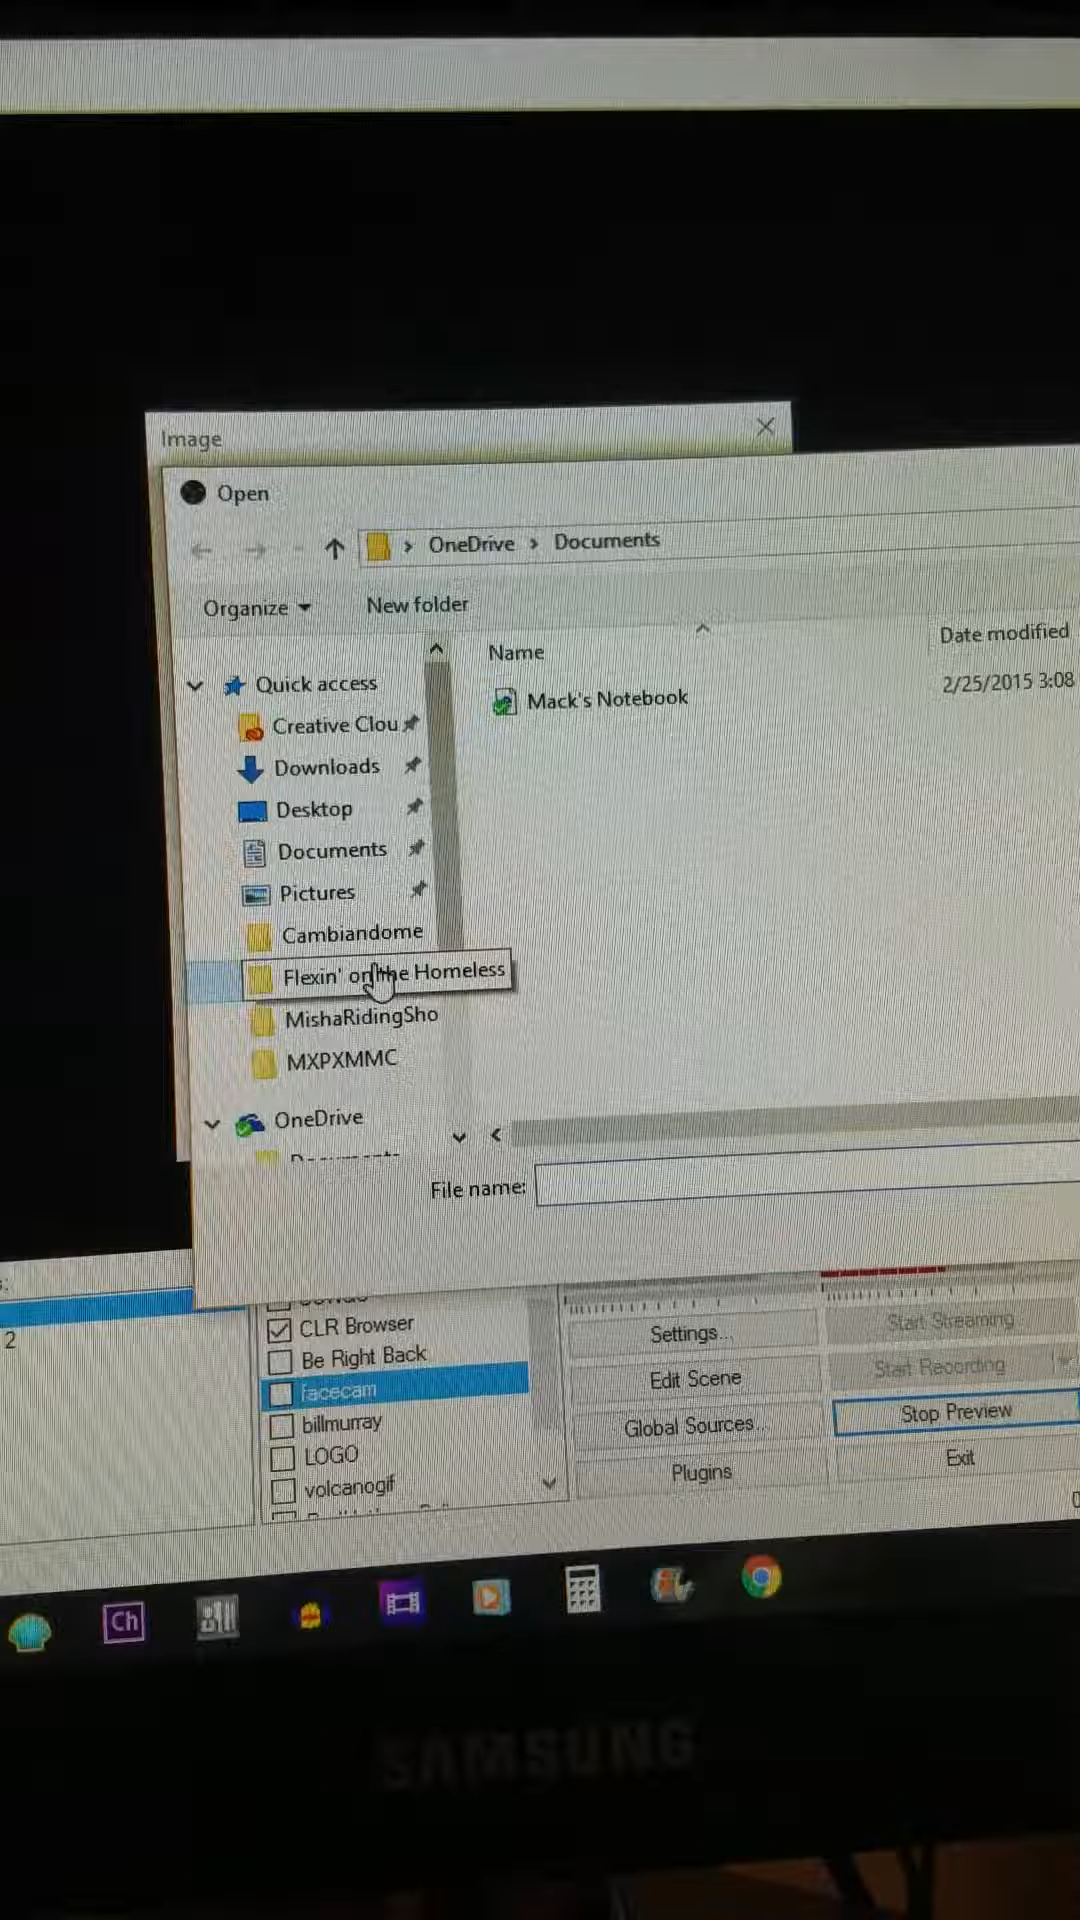 Image
Open
OneDrive > Documents
Organize
New folder
Name
Date modified
Quick access
Mack's Notebook
2/25/2015 3:08
Creative Clou
Downloads
Desktop
Documents
Pictures
Cambiandome
Flexin' on the Homeless
MishaRidingSho
MXPXMMC
OneDrive
File name:
2
CLR Browser
Be Right Back
facecam
billmurray
LOGO
volcanogif
Settings...
Edit Scene
Global Sources...
Plugins
Start Streaming
Start Recording
Stop Preview
Exit
Ch
SAMSUNG